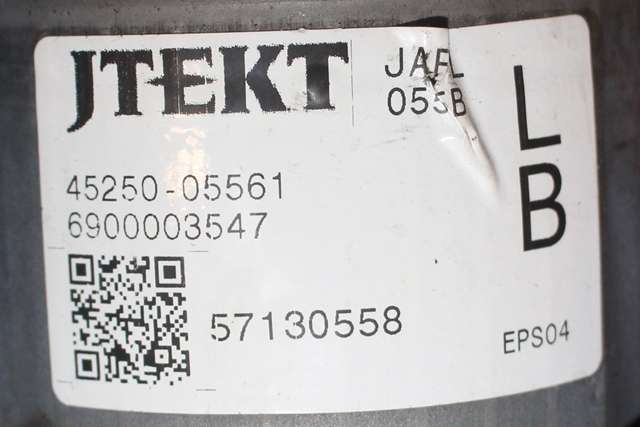 JTEKT
JAFL
055B
L
B
45250-05561
6900003547
57130558
EPS04